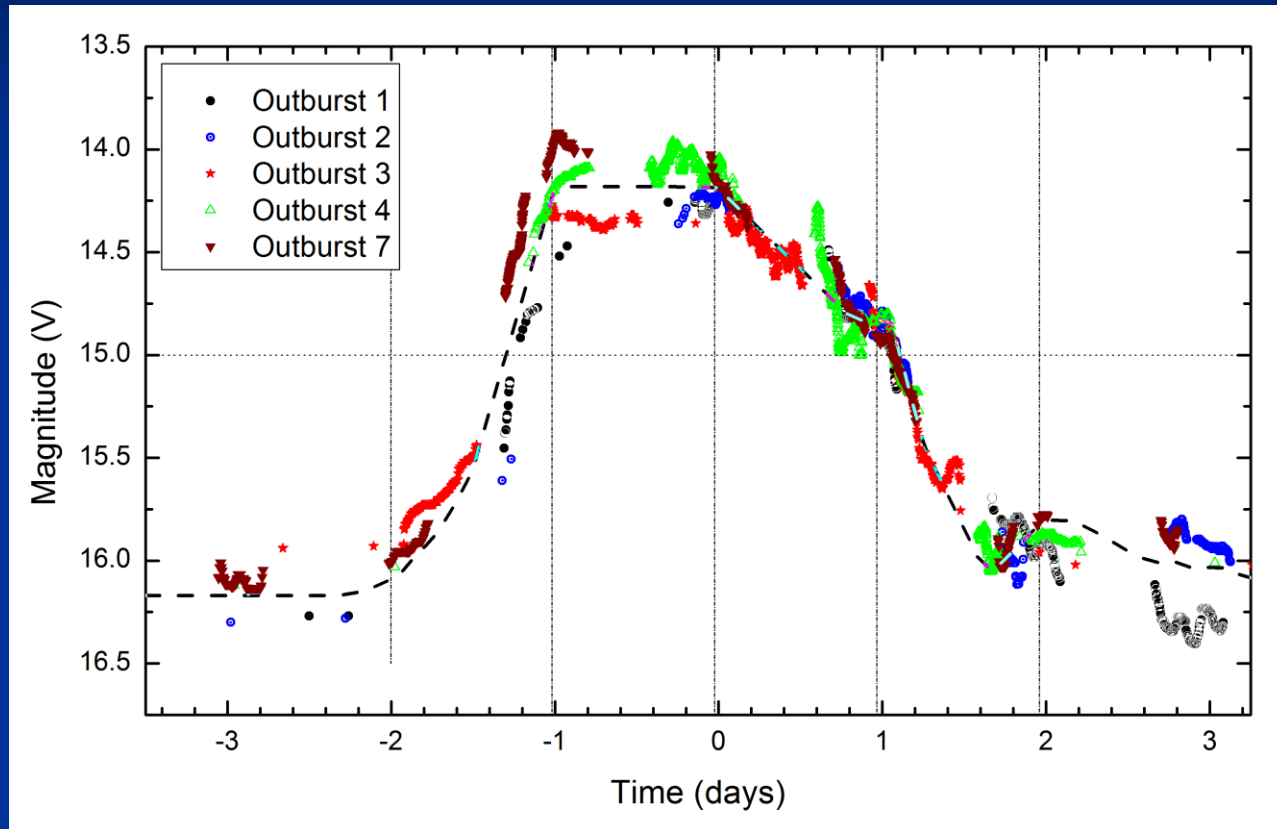 13.5
14.0
14.5
15.0
15.5
16.0
16.5
Magnitude (V)
Outburst 1
Outburst 2
Outburst 3
Outburst 4
Outburst 7
-3 -2 -1 0 1 2 3
Time (days)